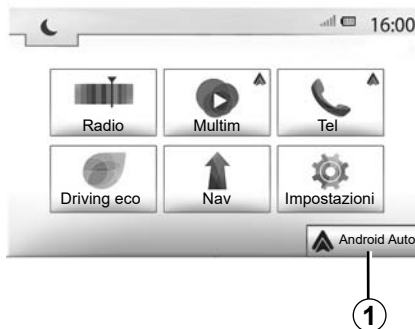 16:00
Radio
Multim
Tel
Driving eco
Nav
Impostazioni
Android Auto
1